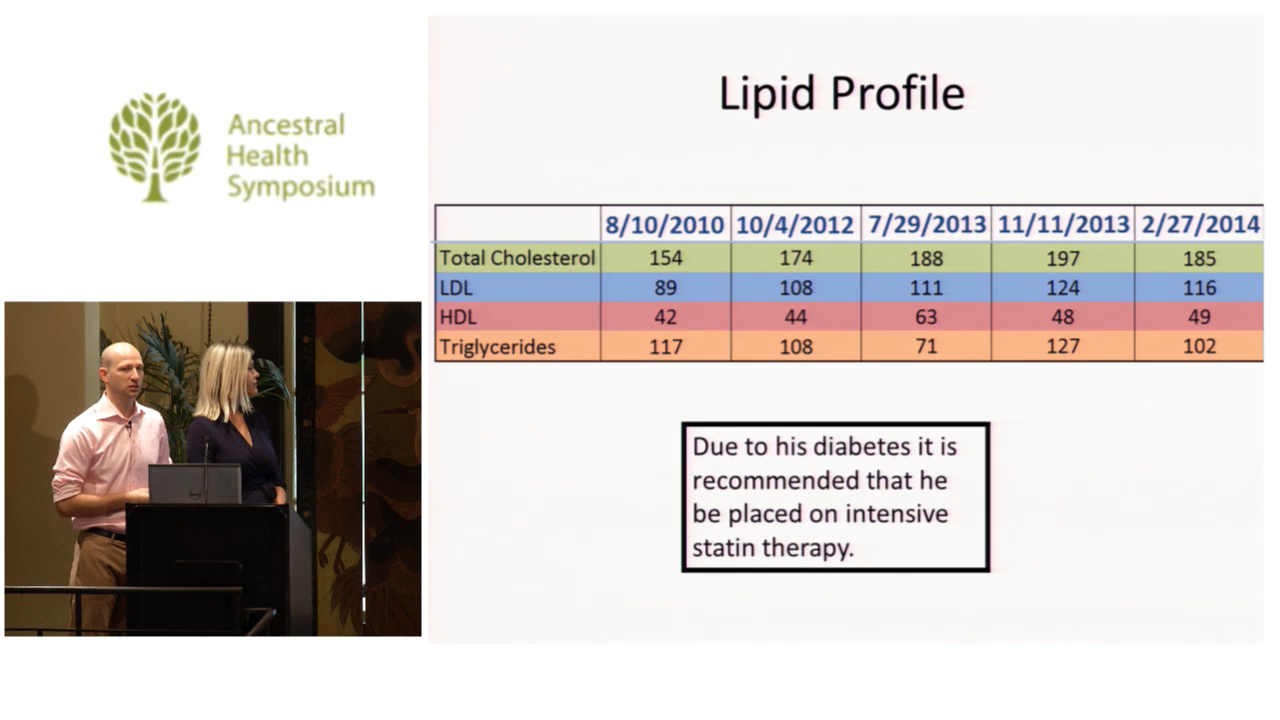 Ancestral
Health
Symposium
Lipid Profile
8/10/2010 10/4/2012 7/29/2013 11/11/2013 2/27/2014
Total Cholesterol 154 174 188 197 185
LDL 89 108 111 124 116
HDL 42 44 63 48 49
Triglycerides 117 108 71 127 102
Due to his diabetes it is
recommended that he
be placed on intensive
statin therapy.